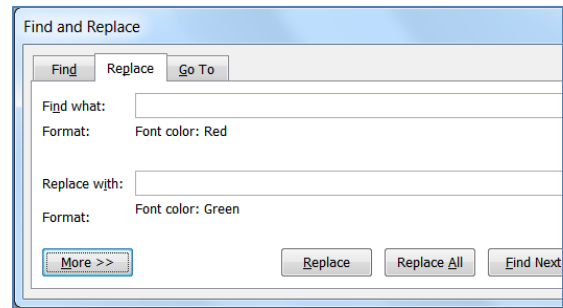 Find and Replace
Find Replace Go To
Find what:
Format: Font color: Red
Replace with:
Format: Font color: Green
More >> Replace Replace All Find Next